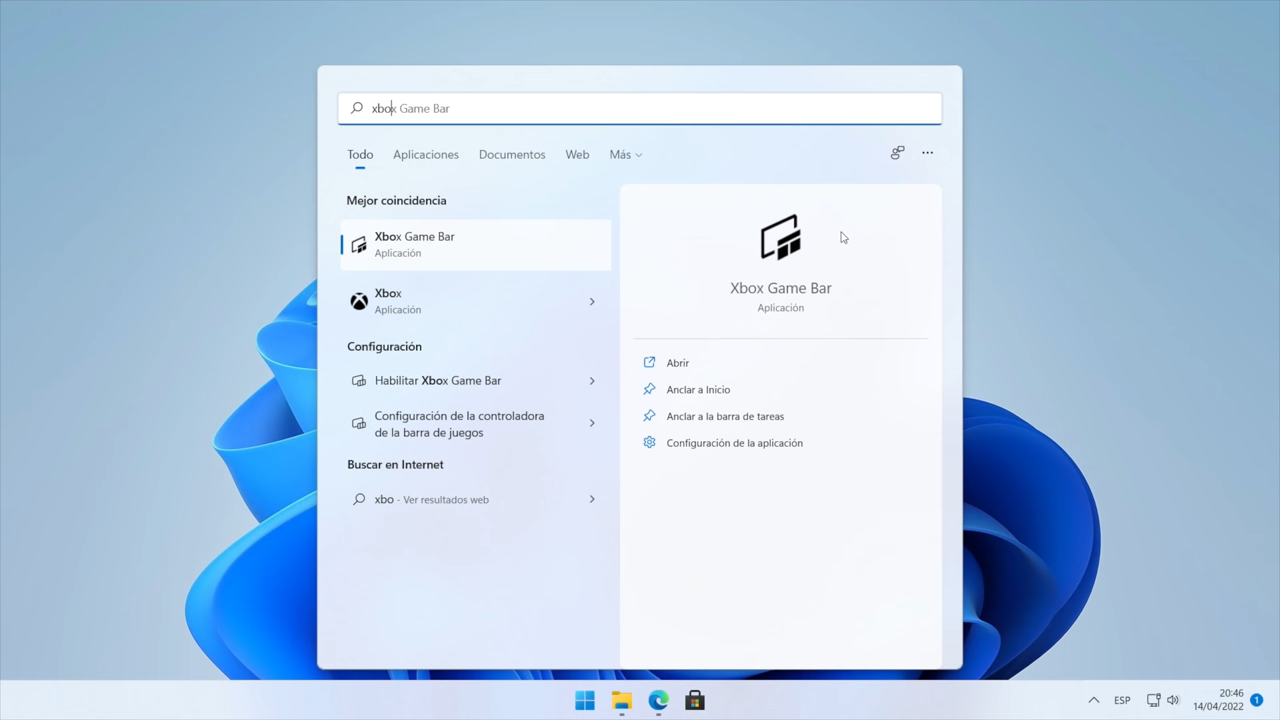 xbox Game Bar
Todo
Aplicaciones
Documentos
Web
Más
Mejor coincidencia
Xbox Game Bar
Aplicación
Xbox
Aplicación
Configuración
Habilitar Xbox Game Bar
Configuración de la controladora
de la barra de juegos
Buscar en Internet
xbo - Ver resultados web
Xbox Game Bar
Aplicación
Abrir
Anclar a Inicio
Anclar a la barra de tareas
Configuración de la aplicación
ESP
20:46
14/04/2022
1